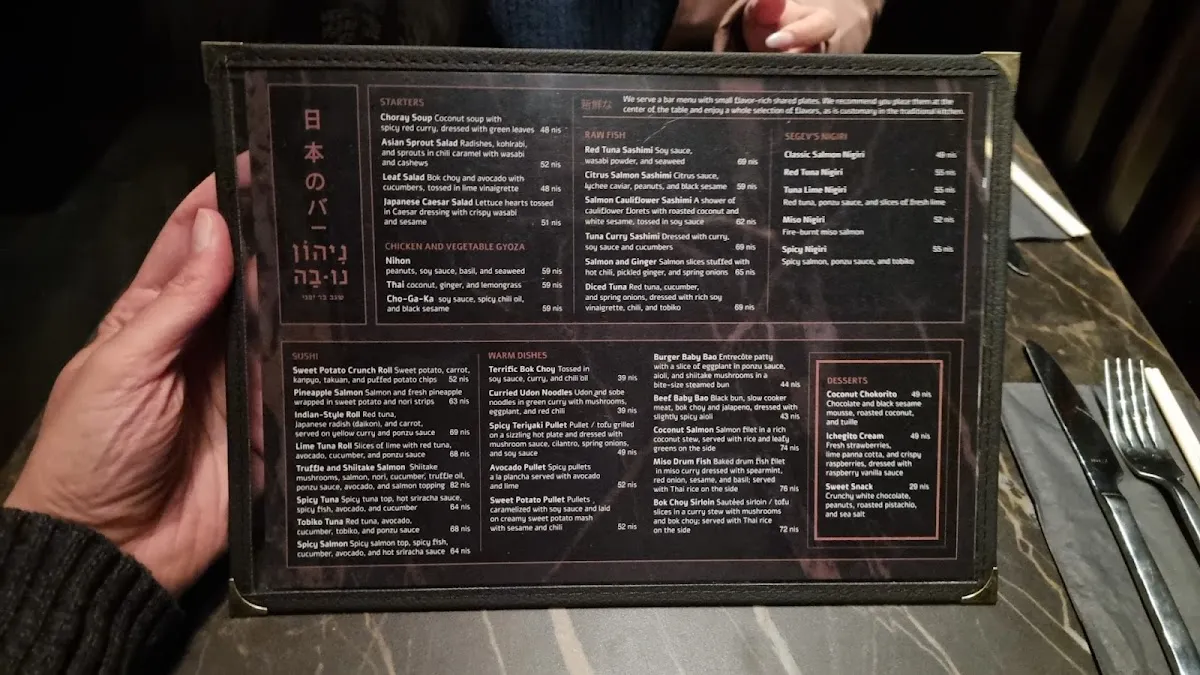 日
本
の
バ
ー
נִיהוֹן
נוּ-בָּה
שגב בר יפני
STARTERS
Choray Soup Coconut soup with
spicy red curry, dressed with green leaves 48 nis
Asian Sprout Salad Radishes, kohlrabi,
and sprouts in chili caramel with wasabi
and cashews 52 nis
Leaf Salad Bok choy and avocado with
cucumbers, tossed in lime vinaigrette 48 nis
Japanese Caesar Salad Lettuce hearts tossed
in Caesar dressing with crispy wasabi
and sesame 51 nis
CHICKEN AND VEGETABLE GYOZA
Nihon
peanuts, soy sauce, basil, and seaweed 59 nis
Thai coconut, ginger, and lemongrass 59 nis
Cho-Ga-Ka soy sauce, spicy chili oil,
and black sesame 59 nis
新鮮な
We serve a bar menu with small flavor-rich shared plates. We recommend you place them at the
center of the table and enjoy a whole selection of flavors, as is customary in the traditional kitchen.
RAW FISH
Red Tuna Sashimi Soy sauce,
wasabi powder, and seaweed 69 nis
Citrus Salmon Sashimi Citrus sauce,
lychee caviar, peanuts, and black sesame 59 nis
Salmon Cauliflower Sashimi A shower of
cauliflower florets with roasted coconut and
white sesame, tossed in soy sauce 62 nis
Tuna Curry Sashimi Dressed with curry,
soy sauce and cucumbers 69 nis
Salmon and Ginger Salmon slices stuffed with
hot chili, pickled ginger, and spring onions 65 nis
Diced Tuna Red tuna, cucumber,
and spring onions, dressed with rich soy
vinaigrette, chili, and tobiko 69 nis
SEGEV'S NIGIRI
Classic Salmon Nigiri 49 nis
Red Tuna Nigiri 55 nis
Tuna Lime Nigiri 55 nis
Red tuna, ponzu sauce, and slices of fresh lime
Miso Nigiri 52 nis
Fire-burnt miso salmon
Spicy Nigiri 55 nis
Spicy salmon, ponzu sauce, and tobiko
SUSHI
Sweet Potato Crunch Roll Sweet potato, carrot,
kanpyo, takuan, and puffed potato chips 52 nis
Pineapple Salmon Salmon and fresh pineapple
wrapped in sweet potato and nori strips 63 nis
Indian-Style Roll Red tuna,
Japanese radish (daikon), and carrot,
served on yellow curry and ponzu sauce 69 nis
Lime Tuna Roll Slices of lime with red tuna,
avocado, cucumber, and ponzu sauce 68 nis
Truffle and Shiitake Salmon Shiitake
mushrooms, salmon, nori, cucumber, truffle oil,
ponzu sauce, avocado, and salmon topping 82 nis
Spicy Tuna Spicy tuna top, hot sriracha sauce,
spicy fish, avocado, and cucumber 64 nis
Tobiko Tuna Red tuna, avocado,
cucumber, tobiko, and ponzu sauce 68 nis
Spicy Salmon Spicy salmon top, spicy fish,
cucumber, avocado, and hot sriracha sauce 64 nis
WARM DISHES
Terrific Bok Choy Tossed in
soy sauce, curry, and chili oil 39 nis
Curried Udon Noodles Udon and sobe
noodles in green curry with mushrooms,
eggplant, and red chili 39 nis
Spicy Teriyaki Pullet Pullet / tofu grilled
on a sizzling hot plate and dressed with
mushroom sauce, cilantro, spring onions,
and soy sauce 49 nis
Avocado Pullet Spicy pullets
a la plancha served with avocado
and lime 52 nis
Sweet Potato Pullet Pullets
caramelized with soy sauce and laid
on creamy sweet potato mash
with sesame and chili 52 nis
Burger Baby Bao Entrecôte patty
with a slice of eggplant in ponzu sauce,
aioli, and shiitake mushrooms in a
bite-size steamed bun 44 nis
Beef Baby Bao Black bun, slow cooker
meat, bok choy and jalapeno, dressed with
slightly spicy aioli 43 nis
Coconut Salmon Salmon filet in a rich
coconut stew, served with rice and leafy
greens on the side 74 nis
Miso Drum Fish Baked drum fish filet
in miso curry dressed with spearmint,
red onion, sesame, and basil; served
with Thai rice on the side 76 nis
Bok Choy Sirloin Sautéed sirloin / tofu
slices in a curry stew with mushrooms
and bok choy; served with Thai rice
on the side 72 nis
DESSERTS
Coconut Chokorito 49 nis
Chocolate and black sesame
mousse, roasted coconut,
and tuille
Ichegito Cream 49 nis
Fresh strawberries,
lime panna cotta, and crispy
raspberries, dressed with
raspberry vanilla sauce
Sweet Snack 29 nis
Crunchy white chocolate,
peanuts, roasted pistachio,
and sea salt